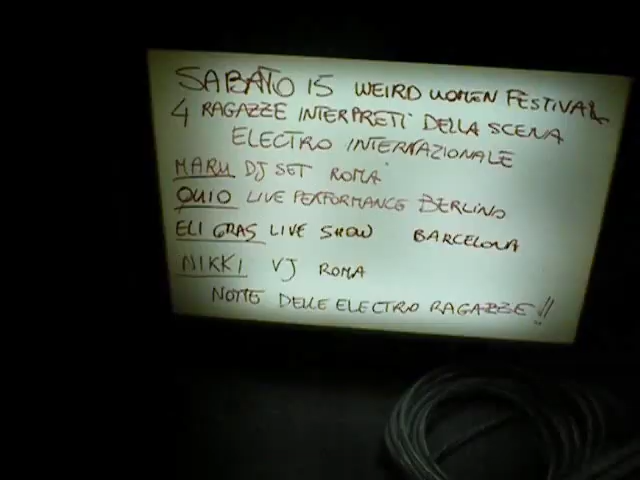 SABATO 15 WEIRD WOMEN FESTIVAL
4 RAGAZZE INTERPRETI DELLA SCENA
ELECTRO INTERNAZIONALE
MARU DJ SET ROMA
QUIO LIVE PERFORMANCE BERLINO
ELI GRAS LIVE SHOW BARCELONA
NIKKI VJ ROMA
NOTTE DELLE ELECTRO RAGAZZE!!